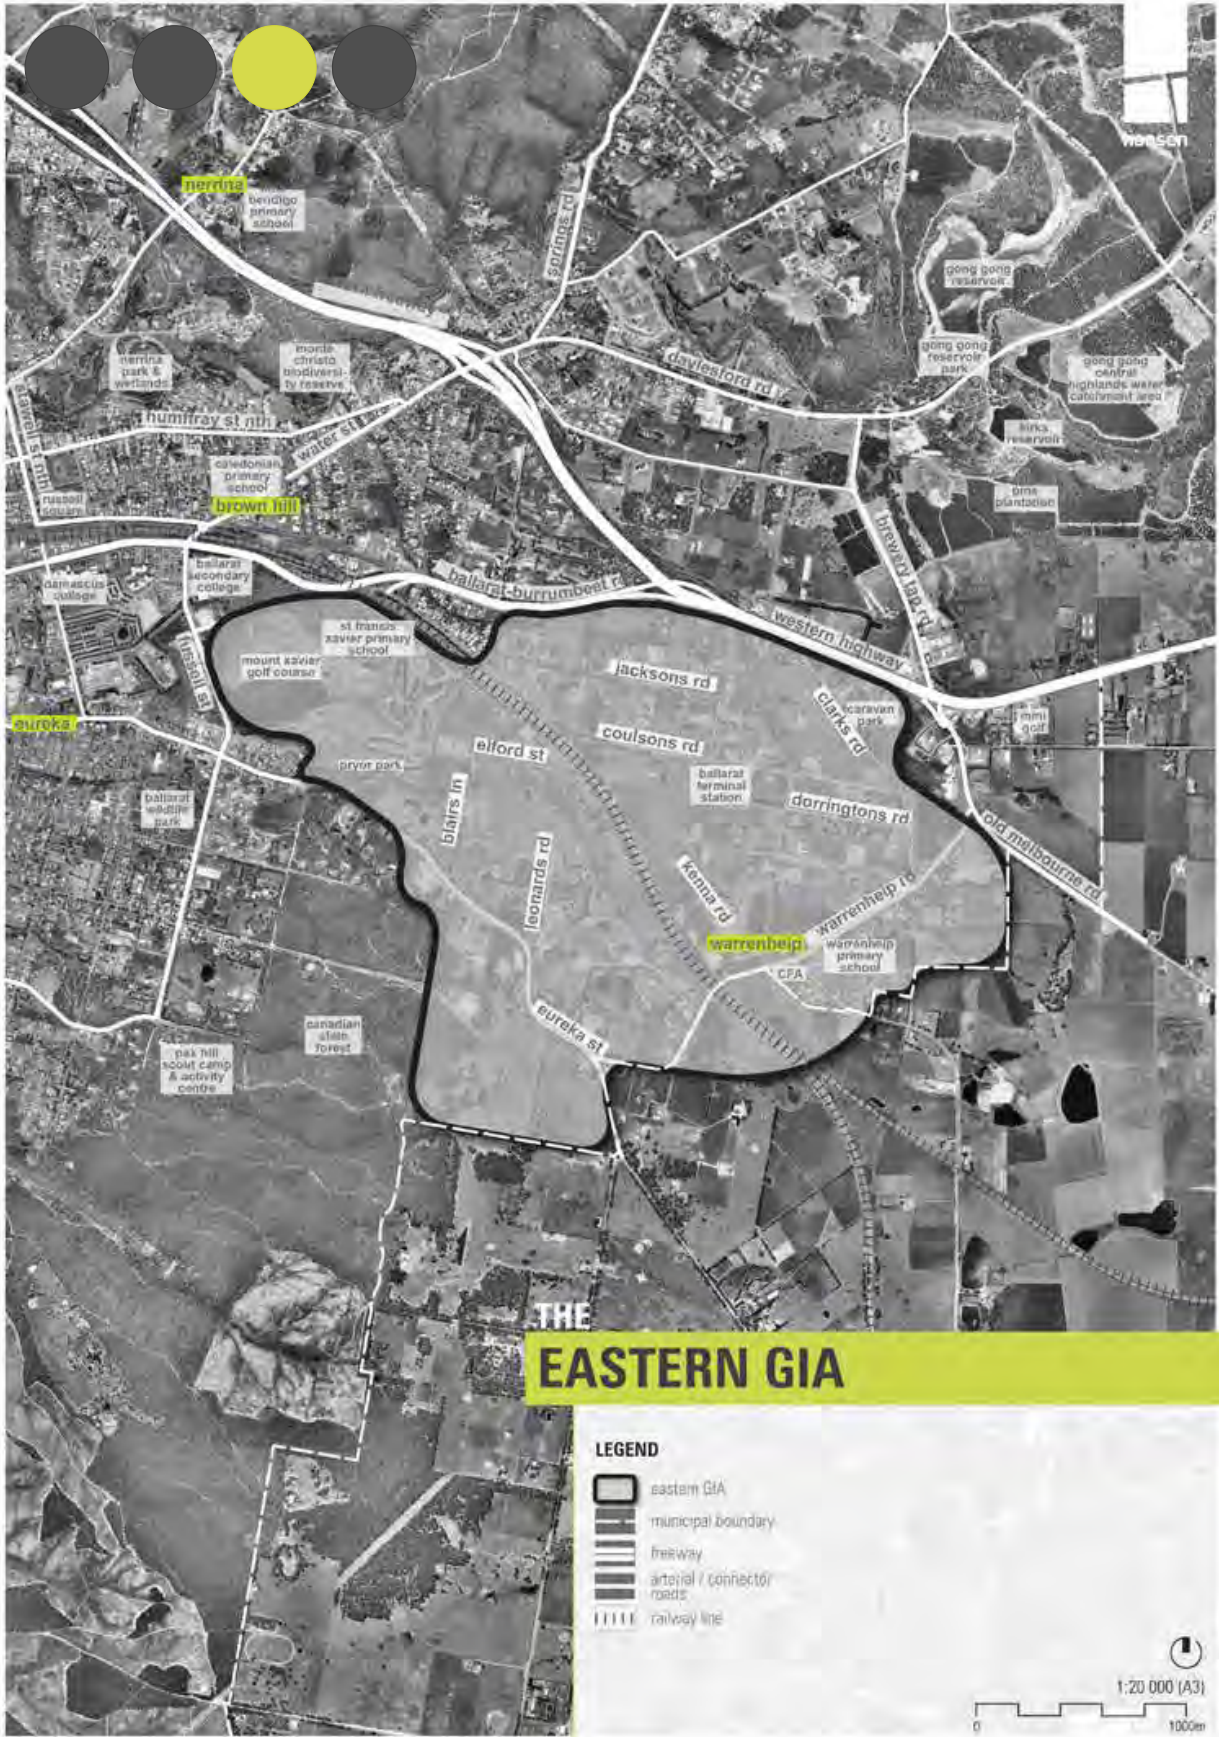 hansen
nerrina
bendigo
primary
school
springs rd
gong gong
reservoir
nerrina
park &
wetlands
monte
christo
biodiversi-
ty reserve
daylesford rd
gong gong
reservoir
park
gong gong
central
highlands water
catchment area
stawell st nth
humffray st nth
water st
kirks
reservoir
caledonian
primary
school
brown hill
russell
square
pine
plantation
brewery tap rd
damascus
college
ballarat
secondary
college
ballarat-burrumbeet rd
western highway
st francis
xavier primary
school
mount xavier
golf course
fussell st
jacksons rd
clarks rd
caravan
park
mini
golf
eureka
elford st
coulsons rd
pryor park
ballarat
wildlife
park
blairs ln
ballarat
terminal
station
dorringtons rd
old melbourne rd
leonards rd
kenna rd
warrenheip rd
warrenheip
warrenheip
primary
school
CFA
eureka st
canadian
state
forest
pax hill
scout camp
& activity
centre
THE
EASTERN GIA
LEGEND
eastern GIA
municipal boundary
freeway
arterial / connector
roads
railway line
1:20 000 (A3)
0 1000m